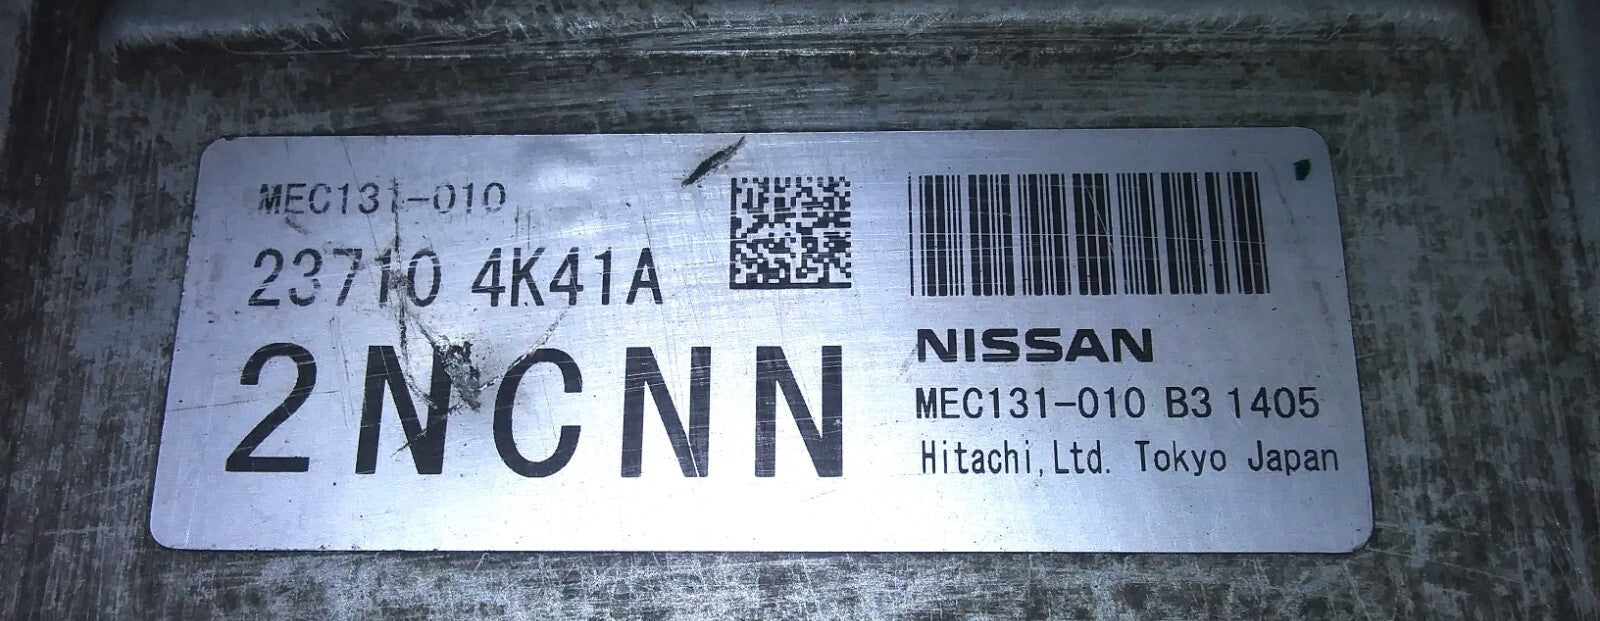 MEC131-010
23710 4K41A
2NCNN
NISSAN
MEC131-010 B3 1405
Hitachi, Ltd. Tokyo Japan